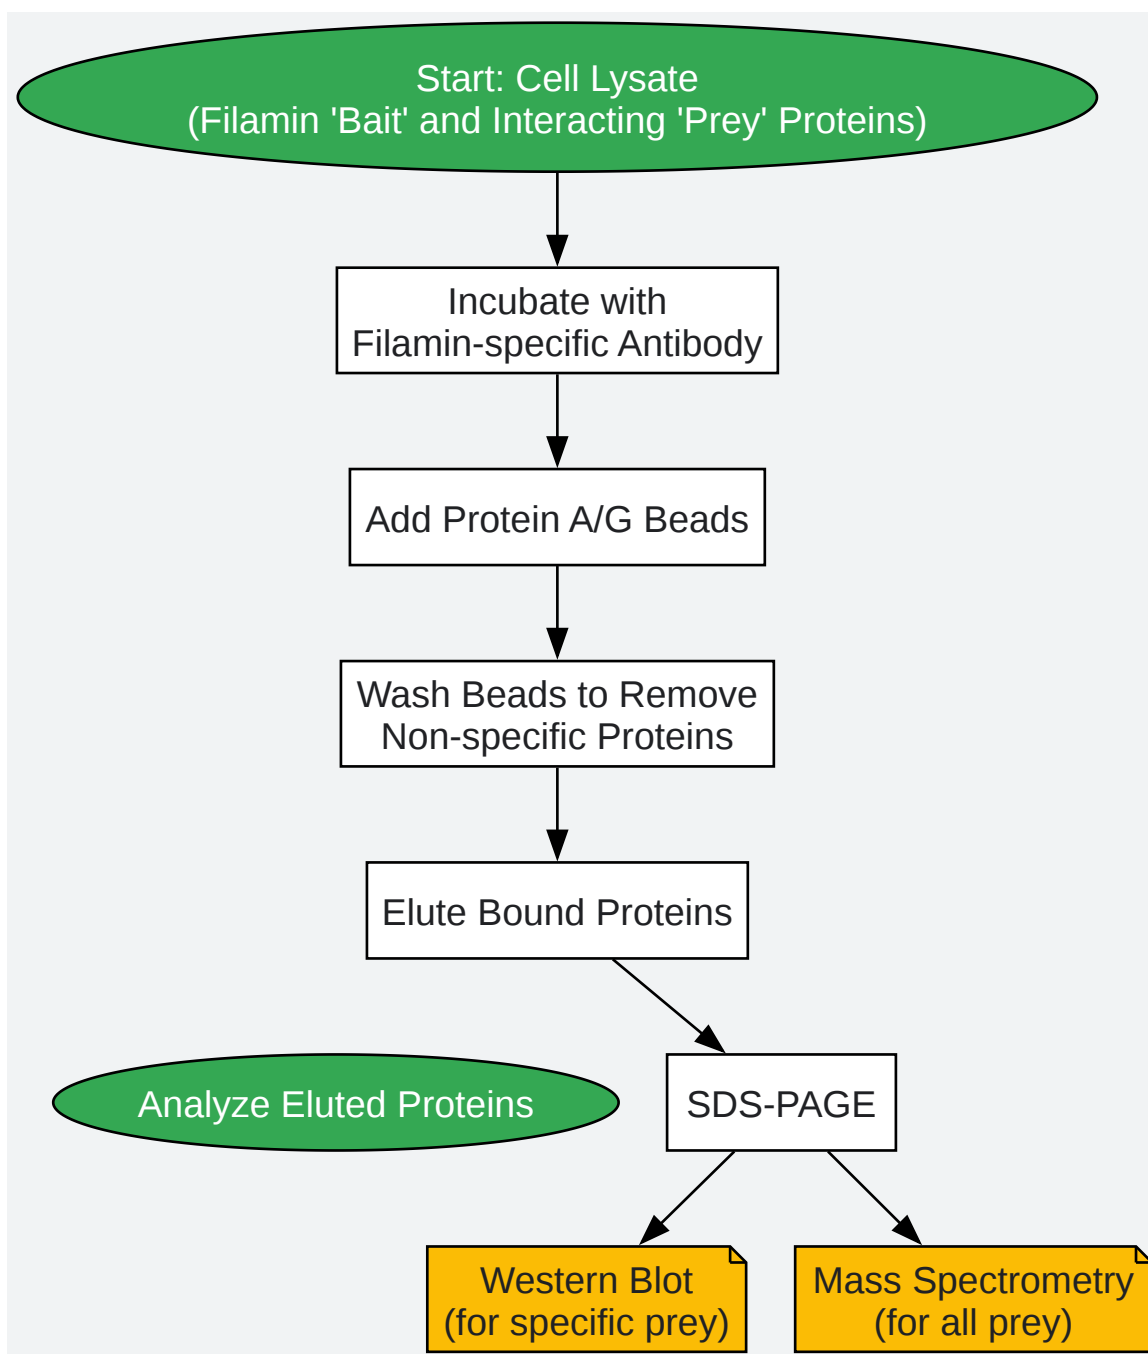 Start: Cell Lysate
(Filamin 'Bait' and Interacting 'Prey' Proteins)
Incubate with
Filamin-specific Antibody
Add Protein A/G Beads
Wash Beads to Remove
Non-specific Proteins
Elute Bound Proteins
Analyze Eluted Proteins
SDS-PAGE
Western Blot
(for specific prey)
Mass Spectrometry
(for all prey)